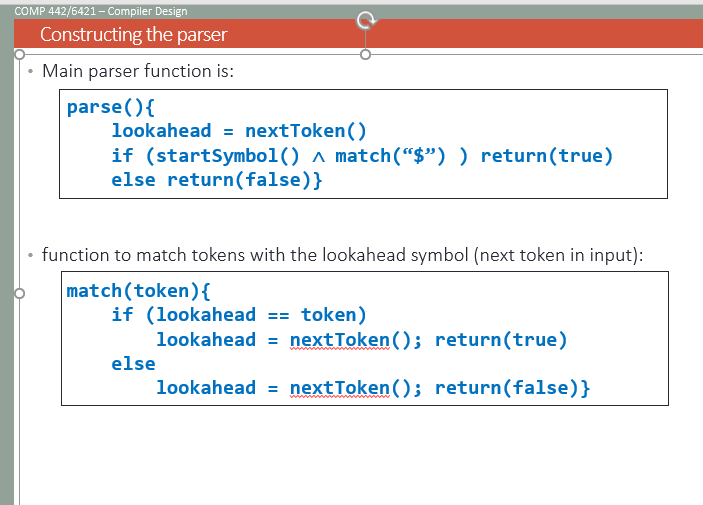 COMP 442/6421 – Compiler Design
Constructing the parser
• Main parser function is:
parse(){
lookahead = nextToken()
if (startSymbol() ∧ match(“$”) ) return(true)
else return(false)}
• function to match tokens with the lookahead symbol (next token in input):
match(token){
if (lookahead == token)
lookahead = nextToken(); return(true)
else
lookahead = nextToken(); return(false)}